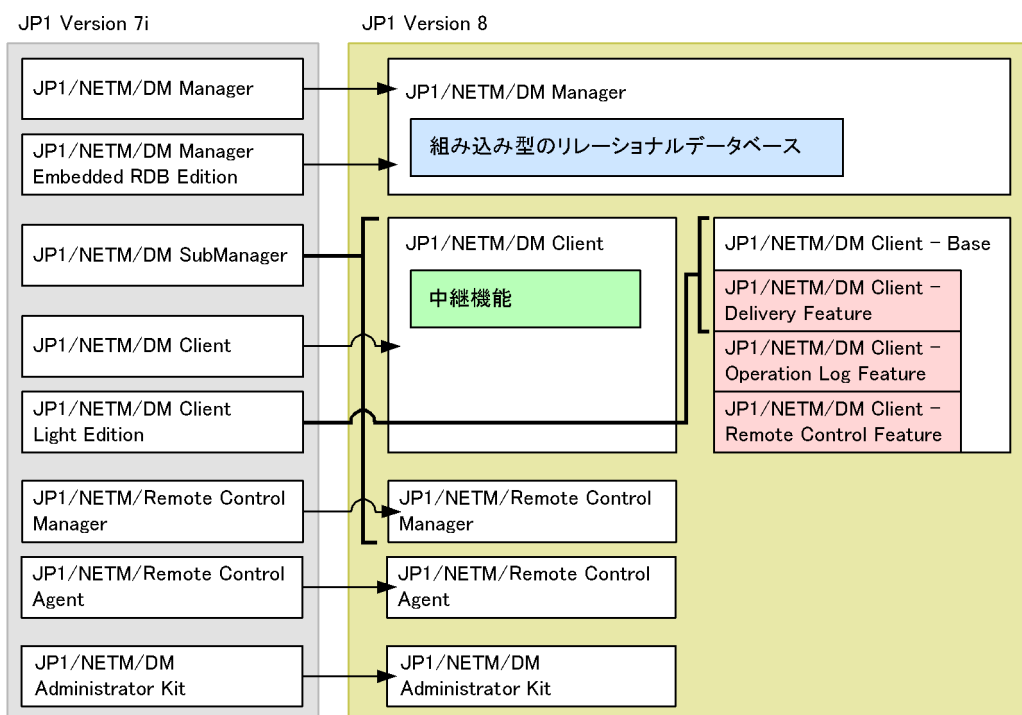 JP1 Version 7i
JP1/NETM/DM Manager
JP1/NETM/DM Manager
Embedded RDB Edition
JP1/NETM/DM SubManager
JP1/NETM/DM Client
JP1/NETM/DM Client
Light Edition
JP1/NETM/Remote Control
Manager
JP1/NETM/Remote Control
Agent
JP1/NETM/DM
Administrator Kit
JP1 Version 8
JP1/NETM/DM Manager
組み込み型のリレーショナルデータベース
JP1/NETM/DM Client
中継機能
JP1/NETM/DM Client - Base
JP1/NETM/DM Client -
Delivery Feature
JP1/NETM/DM Client -
Operation Log Feature
JP1/NETM/DM Client -
Remote Control Feature
JP1/NETM/Remote Control
Manager
JP1/NETM/Remote Control
Agent
JP1/NETM/DM
Administrator Kit